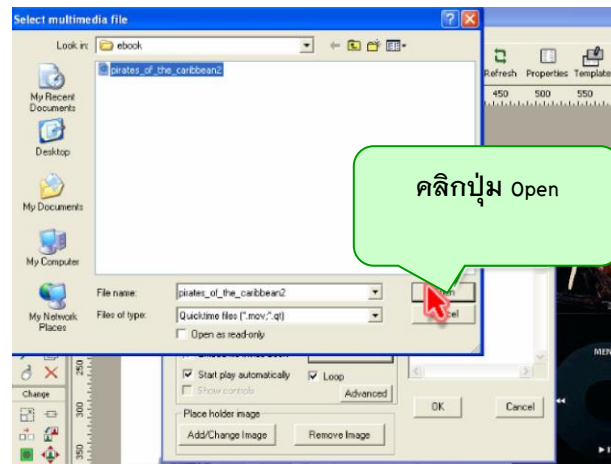 Select multimedia file
Look in:
ebook
Refresh Properties Template
450 500 550
pirates_of_the_caribbean2
My Recent
Documents
Desktop
My Documents
My Computer
My Network
Places
คลิกปุ่ม Open
File name:
pirates_of_the_caribbean2
Files of type:
Quicktime files (*.mov;*.qt)
Open as read-only
Start play automatically
Loop
Show controls
Advanced
Place holder image
Add/Change Image
Remove Image
OK
Cancel
Change
250
300
350
MEN